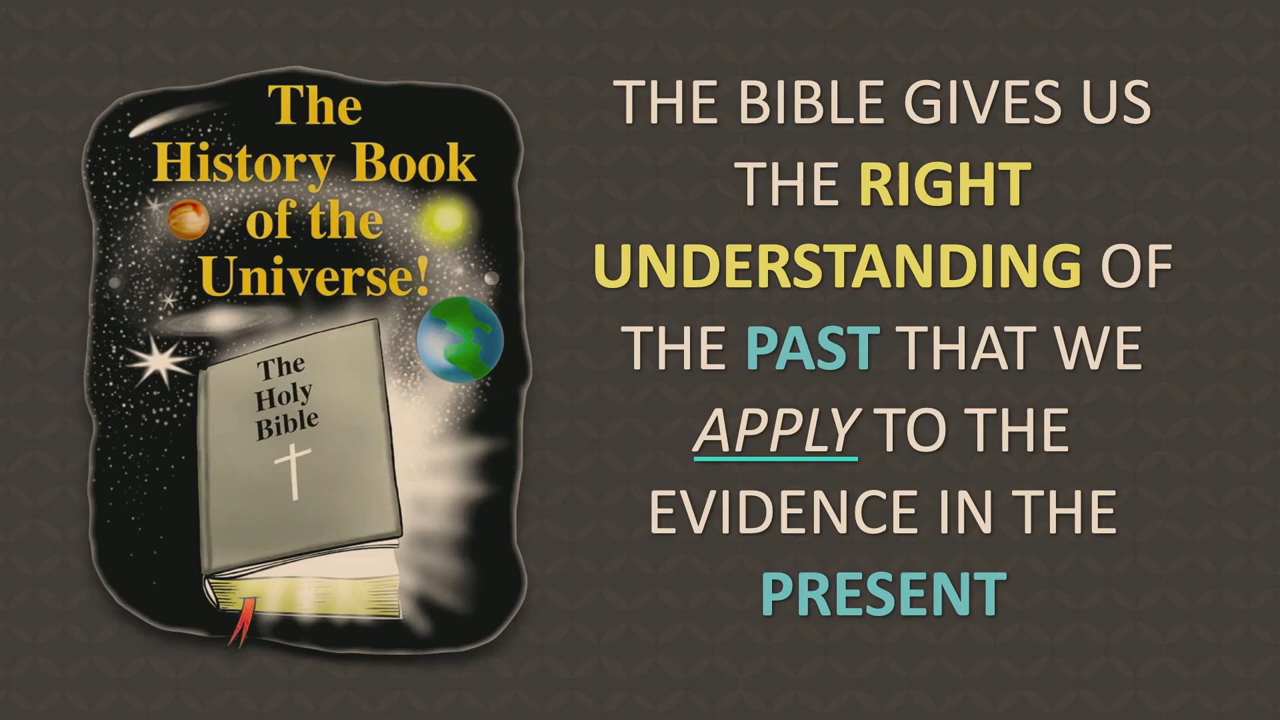 The
History Book
of the
Universe!
The
Holy
Bible
THE BIBLE GIVES US
THE RIGHT
UNDERSTANDING OF
THE PAST THAT WE
APPLY TO THE
EVIDENCE IN THE
PRESENT